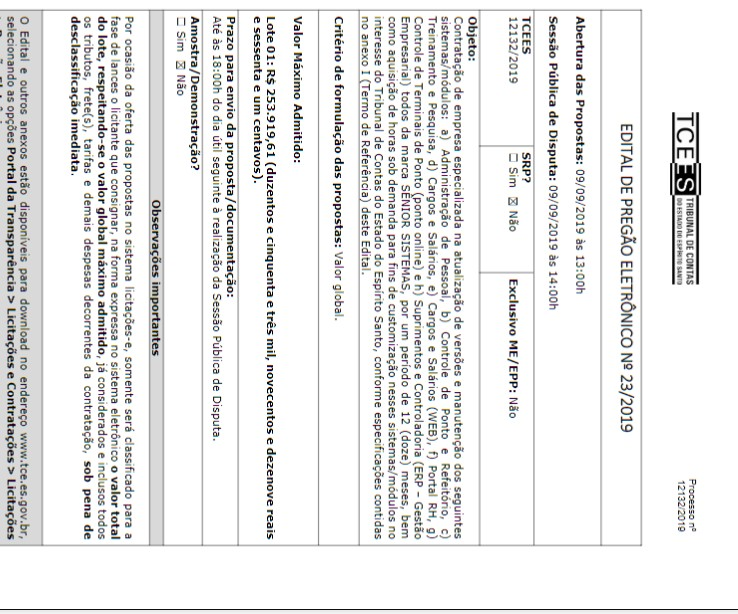 TCE ES TRIBUNAL DE CONTAS
DO ESTADO DO ESPÍRITO SANTO
Processo nº
12132/2019
EDITAL DE PREGÃO ELETRÔNICO Nº 23/2019
Abertura das Propostas: 09/09/2019 às 13:00h
Sessão Pública de Disputa: 09/09/2019 às 14:00h
TCEES
12132/2019
SRP?
☐ Sim ☒ Não
Exclusivo ME/EPP: Não
Objeto:
Contratação de empresa especializada na atualização de versões e manutenção dos seguintes
sistemas/módulos: a) Administração de Pessoal, b) Controle de Ponto e Refeitório, c)
Treinamento e Pesquisa, d) Cargos e Salários, e) Cargos e Salários (WEB), f) Portal RH, g)
Controle de Terminais de Ponto (ponto online) e h) Suprimentos e Controladoria (ERP – Gestão
Empresarial) todos da marca SÊNIOR SISTEMAS, por um período de 12 (doze) meses, bem
como aquisição de horas sob demanda para fins de customização nesses sistemas/módulos no
interesse do Tribunal de Contas do Estado do Espírito Santo, conforme especificações contidas
no anexo I (Termo de Referência) deste Edital.
Critério de formulação das propostas: Valor global.
Valor Máximo Admitido:
Lote 01: R$ 253.919,61 (duzentos e cinquenta e três mil, novecentos e dezenove reais
e sessenta e um centavos).
Prazo para envio da proposta/documentação:
Até às 18:00h do dia útil seguinte à realização da Sessão Pública de Disputa.
Amostra/Demonstração?
☐ Sim ☒ Não
Observações importantes
Por ocasião da oferta das propostas no sistema licitações-e, somente será classificado para a
fase de lances o licitante que consignar, na forma expressa no sistema eletrônico o valor total
do lote, respeitando-se o valor global máximo admitido, já considerados e inclusos todos
os tributos, frete(s), tarifas e demais despesas decorrentes da contratação, sob pena de
desclassificação imediata.
O Edital e outros anexos estão disponíveis para download no endereço www.tce.es.gov.br,
selecionando as opções Portal da Transparência > Licitações e Contratações > Licitações